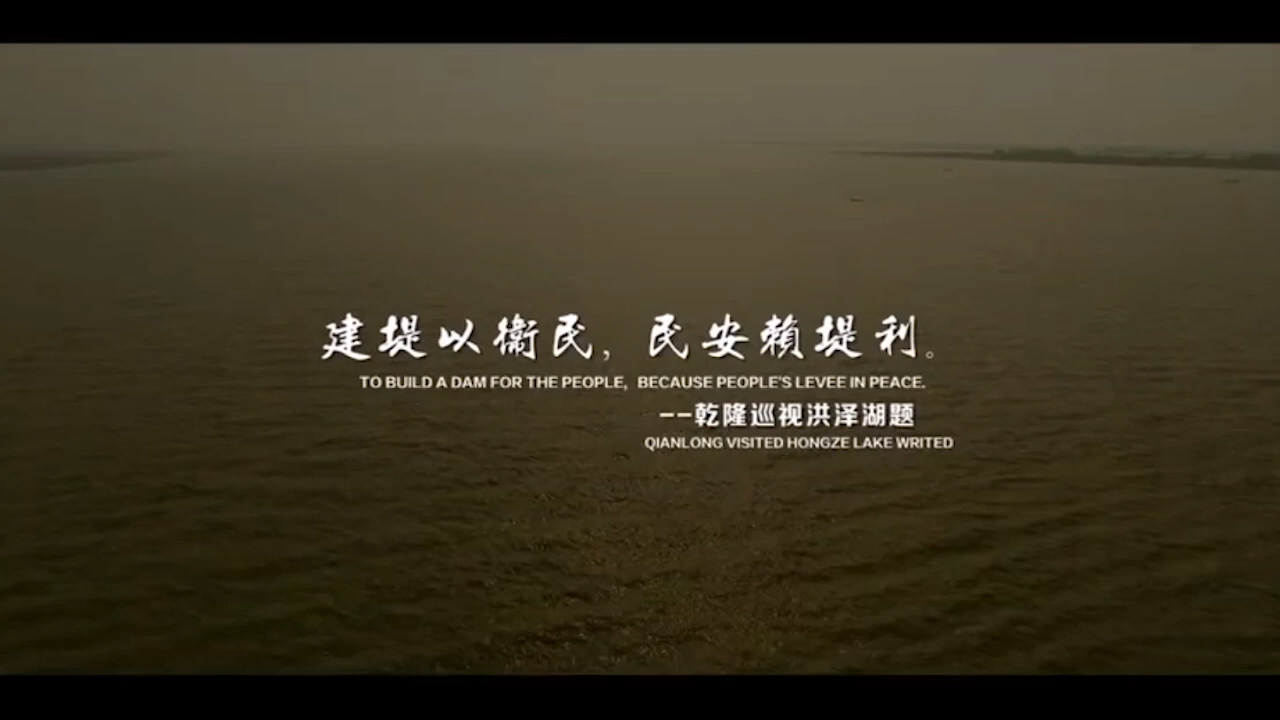 建堤以衞民，民安賴堤利。
TO BUILD A DAM FOR THE PEOPLE,  BECAUSE PEOPLE'S LEVEE IN PEACE.
--乾隆巡视洪泽湖题
QIANLONG VISITED HONGZE LAKE WRITED